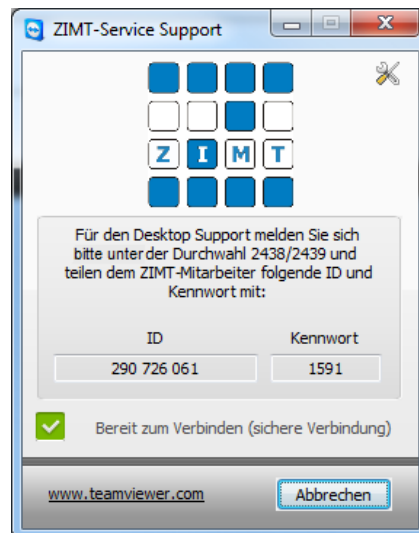 ZIMT-Service Support
Z I M T
Für den Desktop Support melden Sie sich
bitte unter der Durchwahl 2438/2439 und
teilen dem ZIMT-Mitarbeiter folgende ID und
Kennwort mit:
ID Kennwort
290 726 061 1591
Bereit zum Verbinden (sichere Verbindung)
www.teamviewer.com Abbrechen